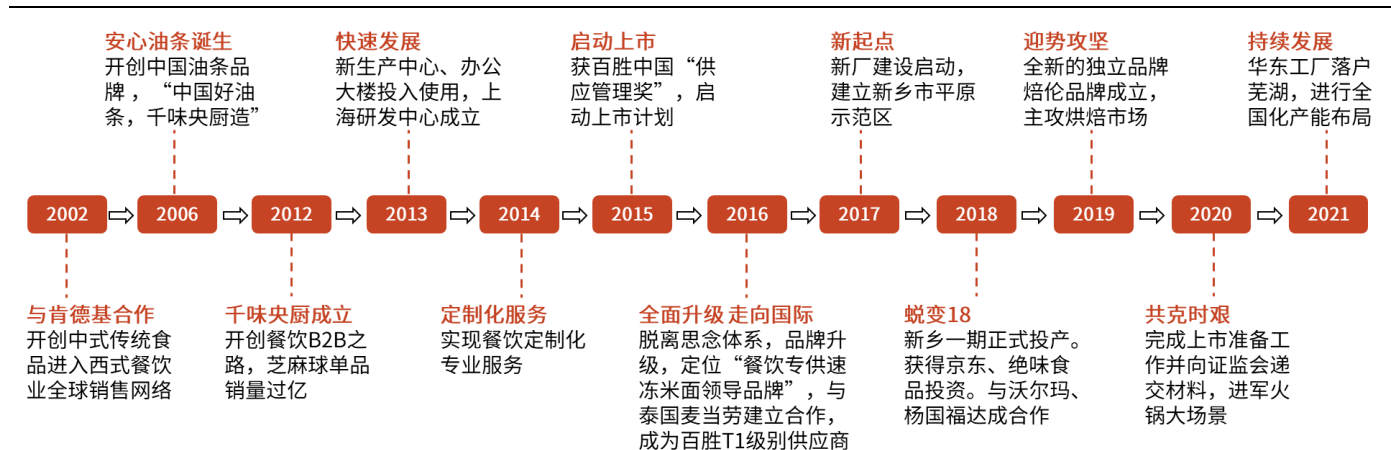 安心油条诞生
开创中国油条品
牌，“中国好油
条，千味央厨造”
快速发展
新生产中心、办公
大楼投入使用，上
海研发中心成立
启动上市
获百胜中国“供
应管理奖”，启
动上市计划
新起点
新厂建设启动，
建立新乡市平原
示范区
迎势攻坚
全新的独立品牌
焙伦品牌成立，
主攻烘焙市场
持续发展
华东工厂落户
芜湖，进行全
国化产能布局
2002
2006
2012
2013
2014
2015
2016
2017
2018
2019
2020
2021
与肯德基合作
开创中式传统食
品进入西式餐饮
业全球销售网络
千味央厨成立
开创餐饮B2B之
路，芝麻球单品
销量过亿
定制化服务
实现餐饮定制化
专业服务
全面升级 走向国际
脱离思念体系，品牌升
级，定位“餐饮专供速
冻米面领导品牌”，与
泰国麦当劳建立合作，
成为百胜T1级别供应商
蜕变18
新乡一期正式投产。
获得京东、绝味食
品投资。与沃尔玛、
杨国福达成合作
共克时艰
完成上市准备工
作并向证监会递
交材料，进军火
锅大场景